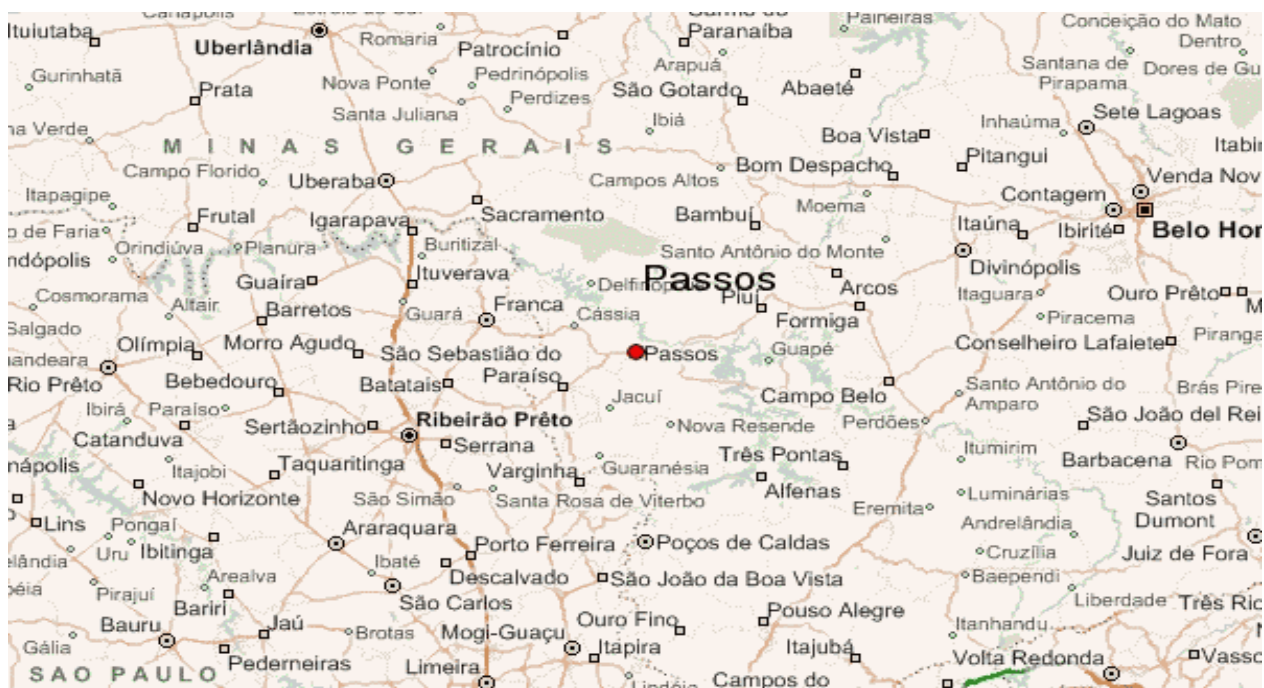 Ituiutaba
Uberlândia
Romaria
Patrocínio
Paranaíba
Paineiras
Conceição do Mato
Dentro
Gurinhatã
Nova Ponte
Pedrinópolis
Arapuá
Abaeté
Santana de
Pirapama
Dores de Gu
Prata
Santa Juliana
Perdizes
São Gotardo
Sete Lagoas
na Verde
Ibiá
Boa Vista
Inhaúma
Itabir
MINAS GERAIS
Campo Florido
Uberaba
Campos Altos
Bom Despacho
Pitangui
Venda Nov
Itapagipe
Contagem
Frutal
Igarapava
Sacramento
Bambuí
Moema
Itaúna
Ibirité
Belo Hor
o de Faria
Orindiúva
Planura
Buritizal
Santo Antônio do Monte
Divinópolis
ndópolis
Guaíra
Ituverava
Delfinópolis
Passos
Arcos
Itaguara
Ouro Prêto
M
Cosmorama
Altair
Barretos
Guará
Franca
Cássia
Piuí
Formiga
Piracema
Piranga
Salgado
Olímpia
Morro Agudo
São Sebastião do
Paraíso
Passos
Guapé
Conselheiro Lafaiete
andeara
Rio Prêto
Bebedouro
Batatais
Campo Belo
Santo Antônio do
Amparo
Brás Pire
Ibirá
Paraíso
Jacuí
Catanduva
Sertãozinho
Ribeirão Prêto
Serrana
Nova Resende
Perdões
São João del Rei
nápolis
Itajobi
Taquaritinga
Varginha
Guaranésia
Três Pontas
Itumirim
Barbacena
Rio Pom
Novo Horizonte
São Simão
Santa Rosa de Viterbo
Alfenas
Luminárias
Santos
Dumont
Lins
Pongaí
Araraquara
Eremita
Andrelândia
Uru
Ibitinga
Porto Ferreira
Poços de Caldas
Cruzília
Juiz de Fora
elândia
Ibaté
Descalvado
São João da Boa Vista
Baependi
péia
Pirajuí
Arealva
Bariri
São Carlos
Ouro Fino
Pouso Alegre
Liberdade
Três Rio
Bauru
Jaú
Brotas
Mogi-Guaçu
Itajubá
Itanhandu
Gália
Pederneiras
Itapira
Volta Redonda
Vasso
SAO PAULO
Limeira
Lindóia
Campos do